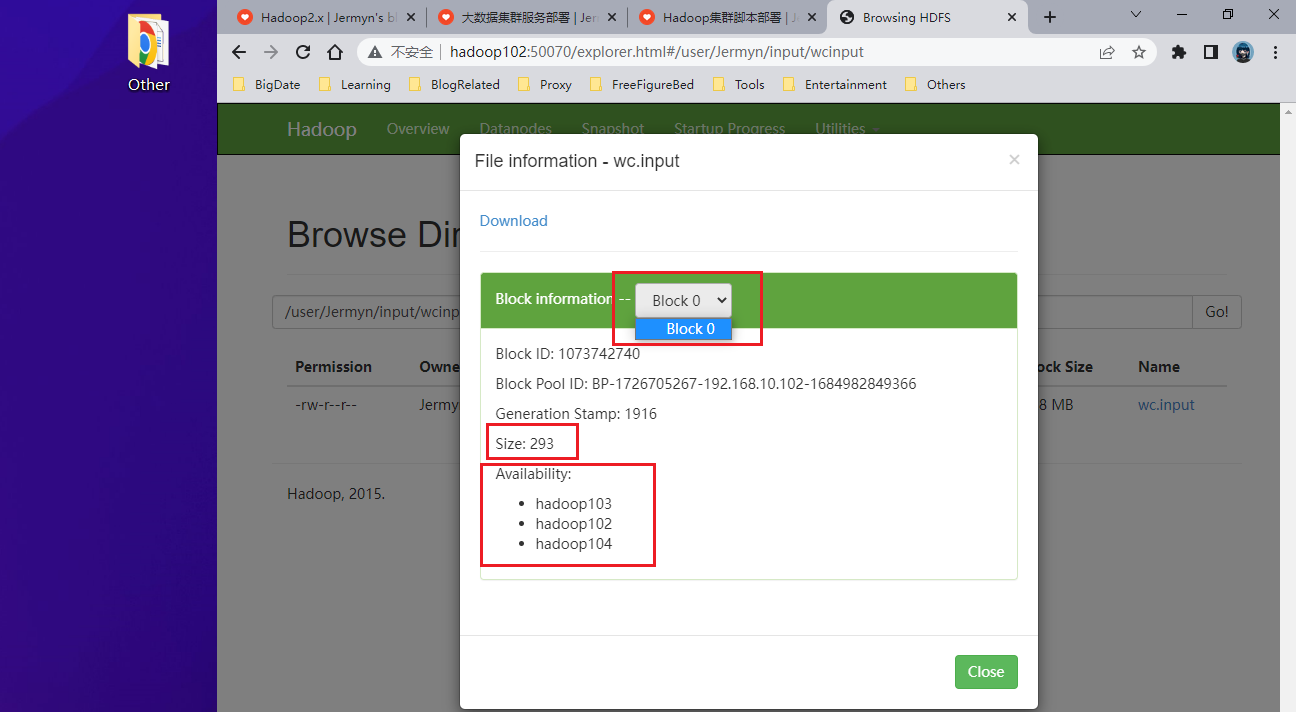 Other
Hadoop2.x | Jermyn's bl
大数据集群服务部署 | Jer
Hadoop集群脚本部署 | J
Browsing HDFS
不安全 hadoop102:50070/explorer.html#/user/Jermyn/input/wcinput
BigDate Learning BlogRelated Proxy FreeFigureBed Tools Entertainment Others
Hadoop Overview Datanodes Snapshot Startup Progress Utilities
File information - wc.input ×
Download
Browse Dir
Block information -- Block 0
Block 0
/user/Jermyn/input/wcinp Go!
Block ID: 1073742740
Permission Owne ock Size Name
Block Pool ID: BP-1726705267-192.168.10.102-1684982849366
-rw-r--r-- Jermy 8 MB wc.input
Generation Stamp: 1916
Size: 293
Availability:
Hadoop, 2015.
• hadoop103
• hadoop102
• hadoop104
Close